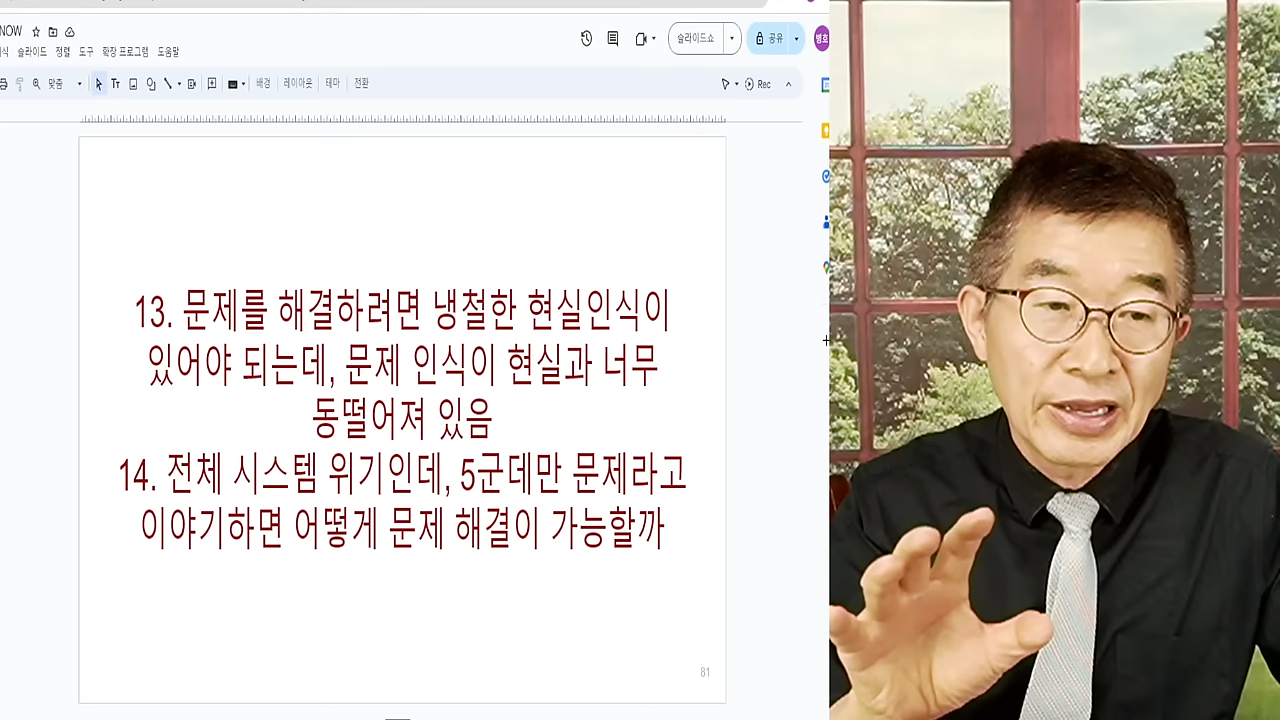 NOW
식 슬라이드 정렬 도구 확장 프로그램 도움말
슬라이드쇼
공유
병호
맞춤
Tт
배경 레이아웃 테마 전환
Rec
13. 문제를 해결하려면 냉철한 현실인식이
있어야 되는데, 문제 인식이 현실과 너무
동떨어져 있음
14. 전체 시스템 위기인데, 5군데만 문제라고
이야기하면 어떻게 문제 해결이 가능할까
81